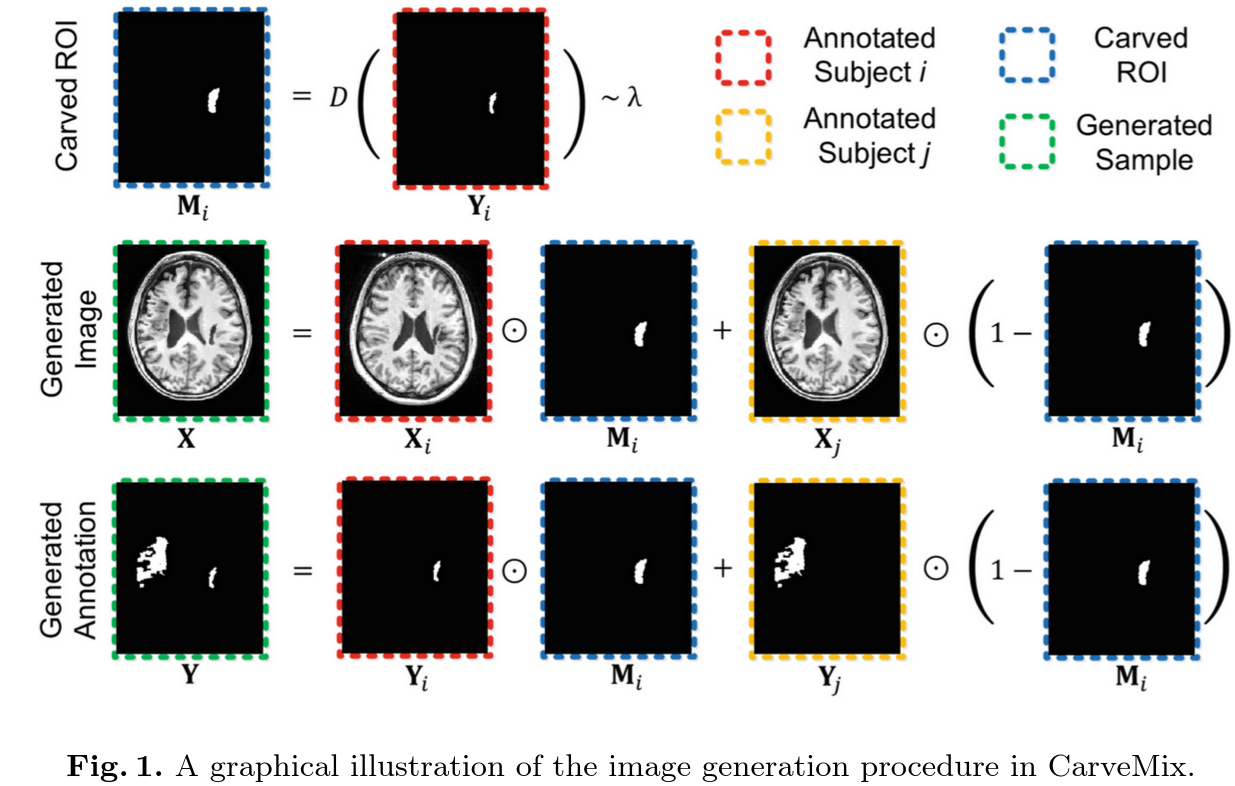 Carved ROI
M_i
= D ( Y_i ) ~ λ
Annotated
Subject i
Carved
ROI
Annotated
Subject j
Generated
Sample
Generated
Image
X = X_i ⊙ M_i + X_j ⊙ ( 1 − M_i )
Generated
Annotation
Y = Y_i ⊙ M_i + Y_j ⊙ ( 1 − M_i )
Fig. 1. A graphical illustration of the image generation procedure in CarveMix.